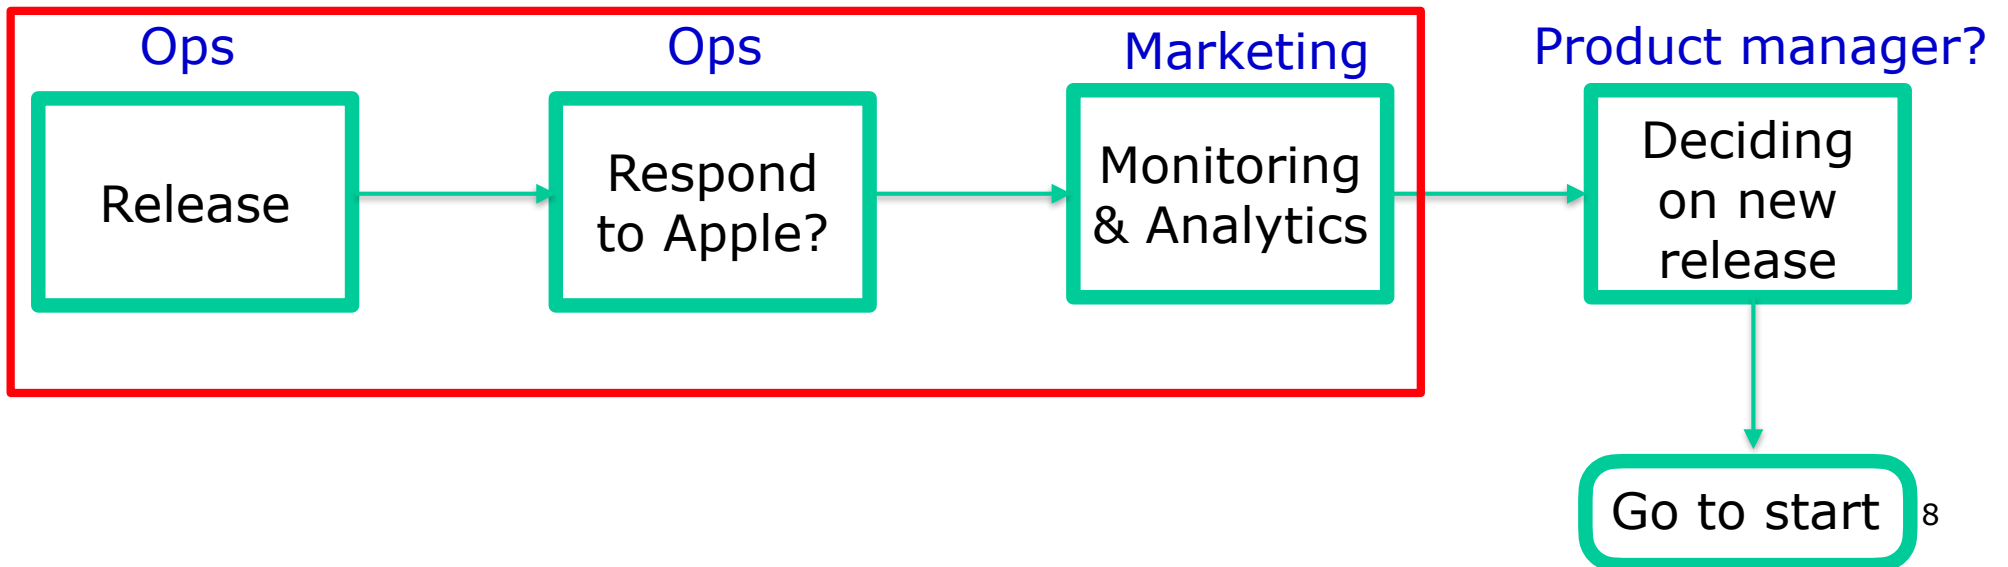 Ops
Ops
Marketing
Product manager?
Release
Respond
to Apple?
Monitoring
& Analytics
Deciding
on new
release
Go to start
8